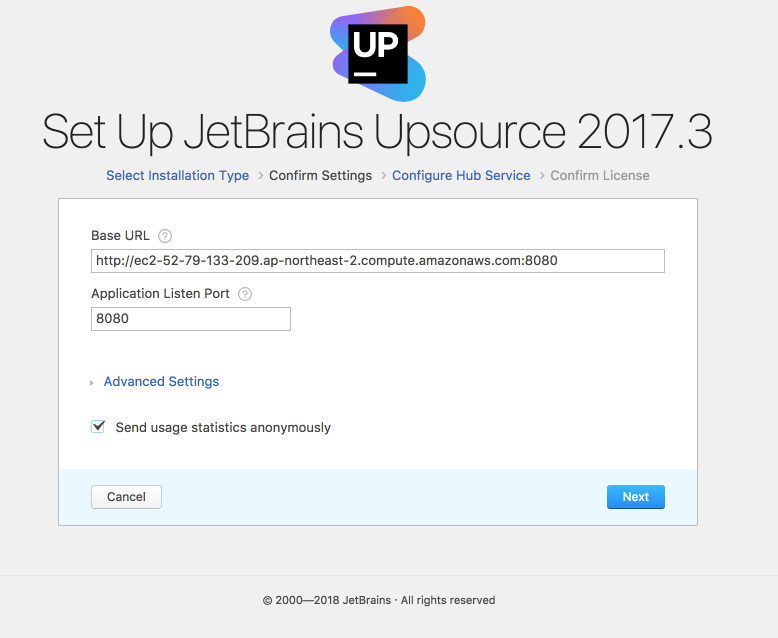 UP
Set Up JetBrains Upsource 2017.3
Select Installation Type › Confirm Settings › Configure Hub Service › Confirm License
Base URL ?
http://ec2-52-79-133-209.ap-northeast-2.compute.amazonaws.com:8080
Application Listen Port ?
8080
Advanced Settings
Send usage statistics anonymously
Cancel Next
© 2000—2018 JetBrains · All rights reserved